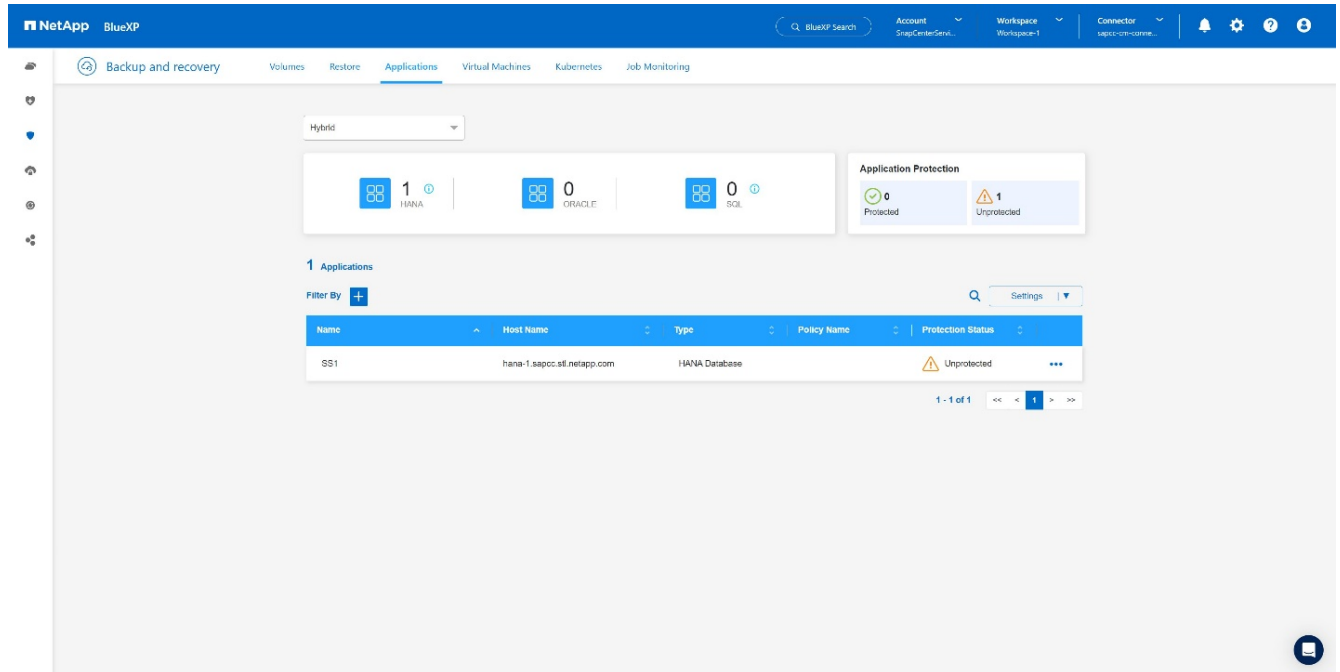 NetApp BlueXP
BlueXP Search
Account
SnapCenterServi...
Workspace
Workspace-1
Connector
sapcc-cm-conne...
Backup and recovery
Volumes Restore Applications Virtual Machines Kubernetes Job Monitoring
Hybrid
1
HANA
0
ORACLE
0
SQL
Application Protection
0
Protected
1
Unprotected
1 Applications
Filter By +
Settings
Name Host Name Type Policy Name Protection Status
SS1 hana-1.sapcc.stl.netapp.com HANA Database Unprotected
1 - 1 of 1 << < 1 > >>